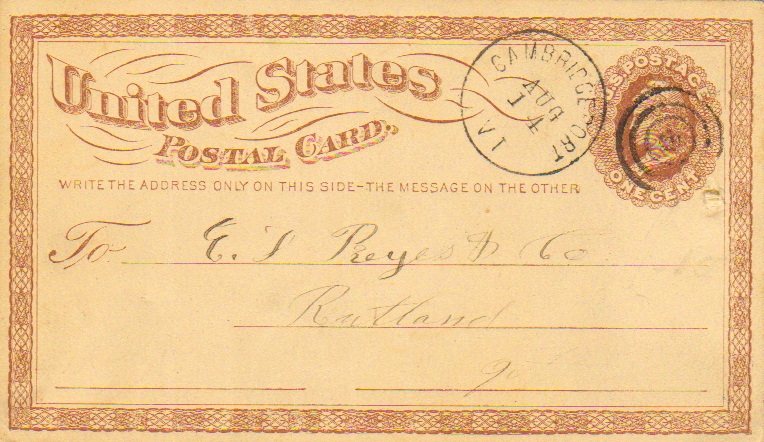 United States
POSTAL CARD.
CAMBRIDGEPORT
AUG
14
U.S. POSTAGE
ONE CENT
WRITE THE ADDRESS ONLY ON THIS SIDE–THE MESSAGE ON THE OTHER
To E. S & Co
Rutland